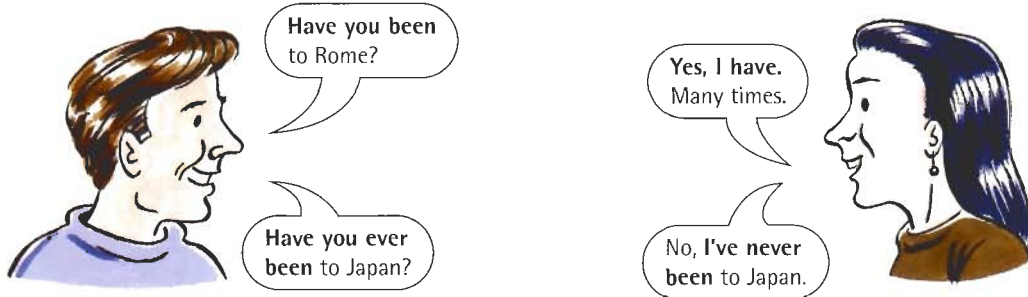 Have you been
to Rome?
Yes, I have.
Many times.
Have you ever
been to Japan?
No, I've never
been to Japan.